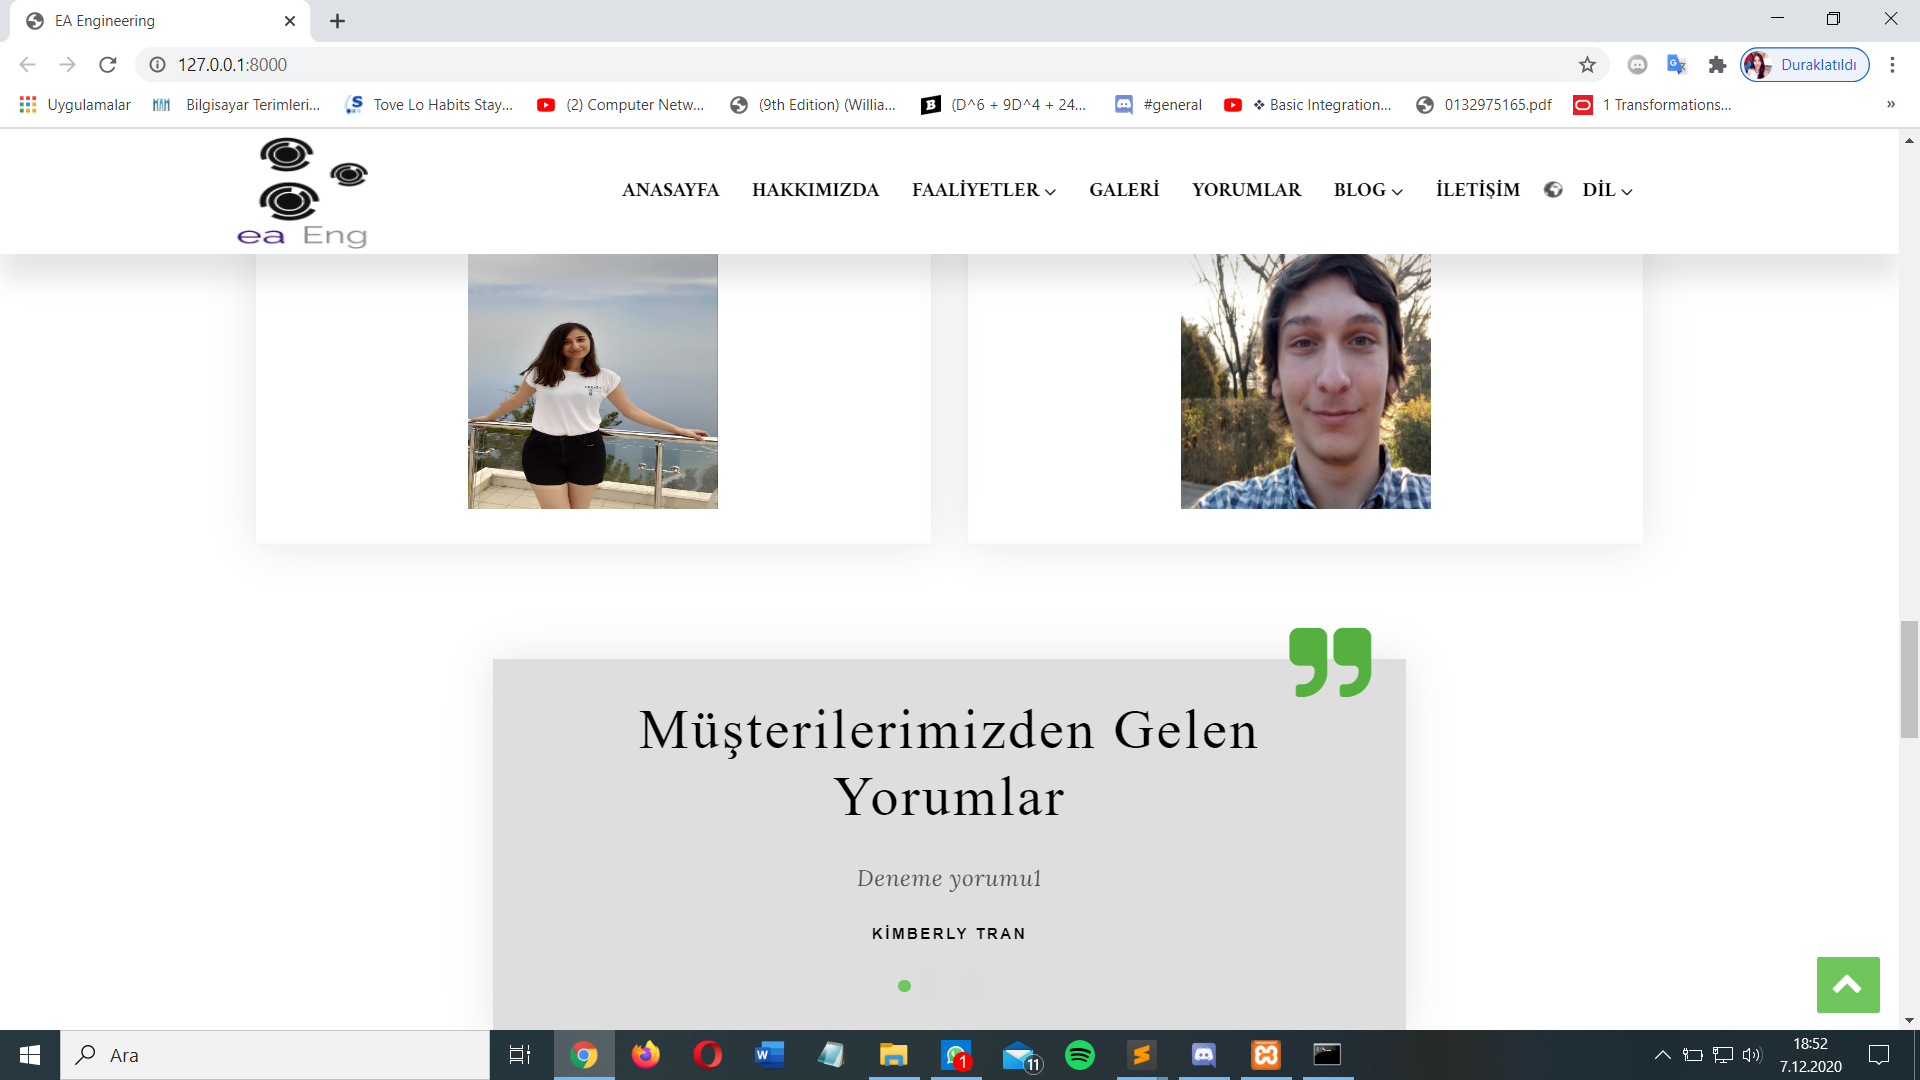 EA Engineering
127.0.0.1:8000
Duraklatıldı
Uygulamalar
Bilgisayar Terimleri...
Tove Lo Habits Stay...
(2) Computer Netw...
(9th Edition) (Willia...
(D^6 + 9D^4 + 24...
#general
❖ Basic Integration...
0132975165.pdf
1 Transformations...
»
ea Eng
ANASAYFA
HAKKIMIZDA
FAALİYETLER
GALERİ
YORUMLAR
BLOG
İLETİŞİM
DİL
Müşterilerimizden Gelen
Yorumlar
Deneme yorumu1
KİMBERLY TRAN
Ara
1
11
18:52
7.12.2020